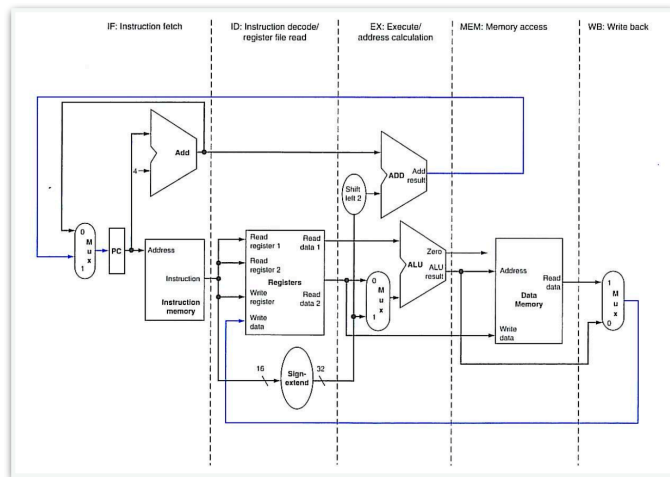 IF: Instruction fetch
ID: Instruction decode/
register file read
EX: Execute/
address calculation
MEM: Memory access
WB: Write back
Add
4
ADD
Add
result
Shift
left 2
0
M
u
x
1
PC
Address
Instruction
Instruction
memory
Read
register 1
Read
data 1
Read
register 2
Registers
Write
register
Read
data 2
Write
data
0
M
u
x
1
Zero
ALU
ALU
result
Address
Read
data
Data
Memory
Write
data
1
M
u
x
0
16
Sign-
extend
32